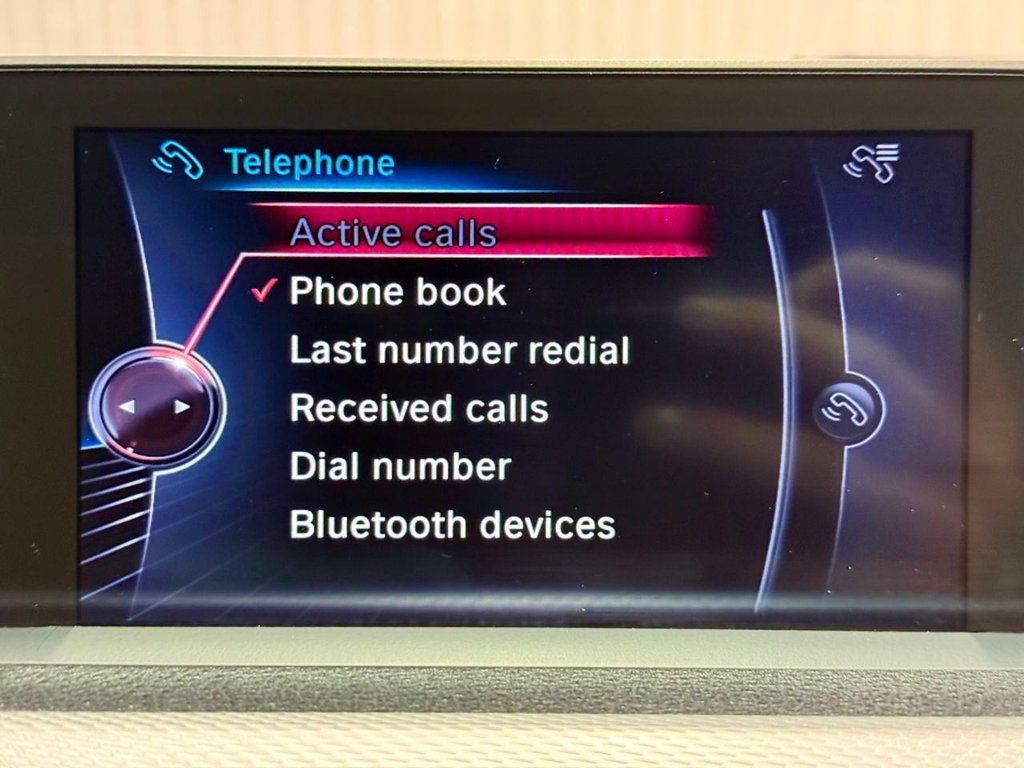 Telephone
Active calls
Phone book
Last number redial
Received calls
Dial number
Bluetooth devices